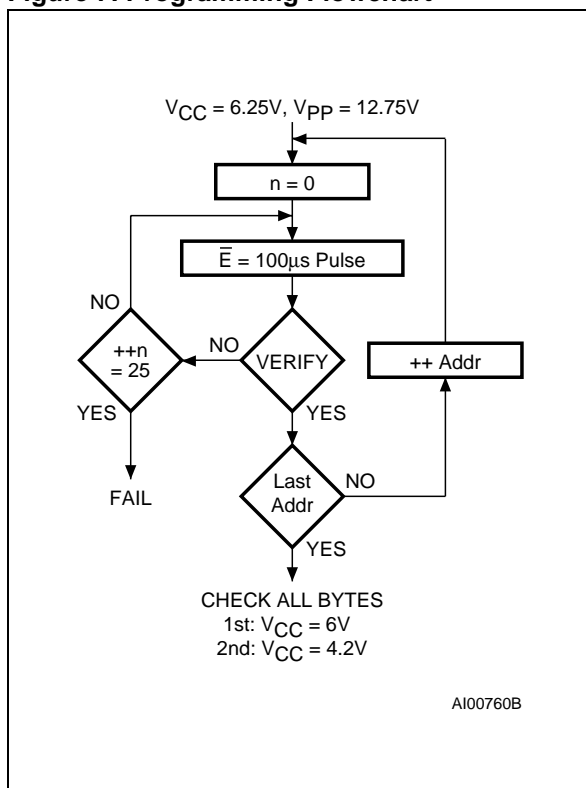 Figure 7. Programming Flowchart
VCC = 6.25V, VPP = 12.75V
n = 0
E̅ = 100µs Pulse
NO
++n
= 25
NO
VERIFY
++ Addr
YES
YES
FAIL
Last
Addr
NO
YES
CHECK ALL BYTES
1st: VCC = 6V
2nd: VCC = 4.2V
AI00760B